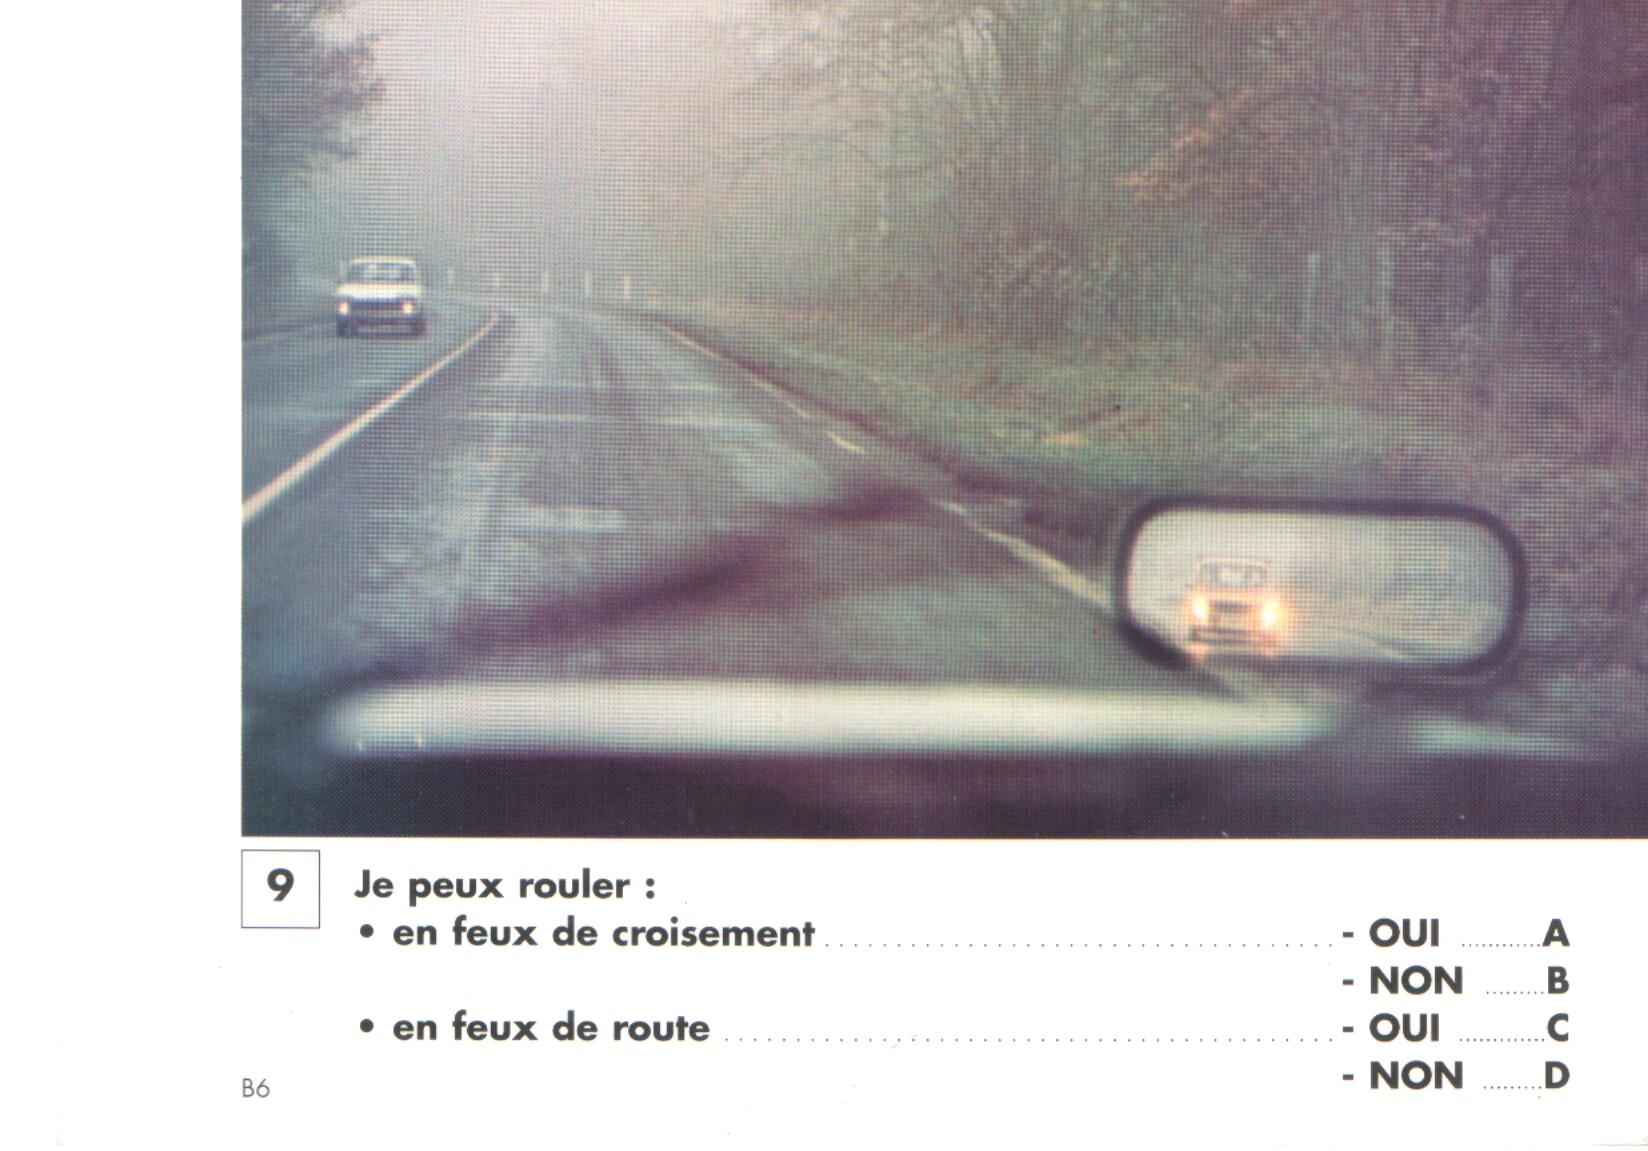 9 Je peux rouler :
• en feux de croisement ........ - OUI ........ A
- NON ........ B
• en feux de route ........ - OUI ........ C
- NON ........ D
B6